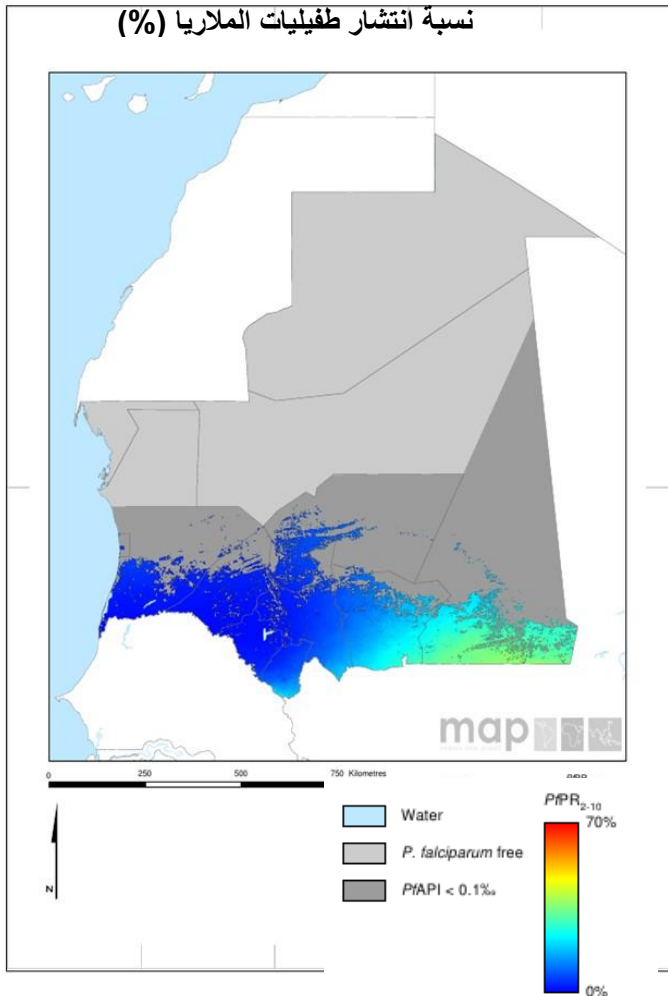 نسبة انتشار طفيليات الملاريا (%)
map
0 250 500 750 Kilometres
N
Water
P. falciparum free
PfAPI < 0.1‰
PfPR2-10
70%
0%